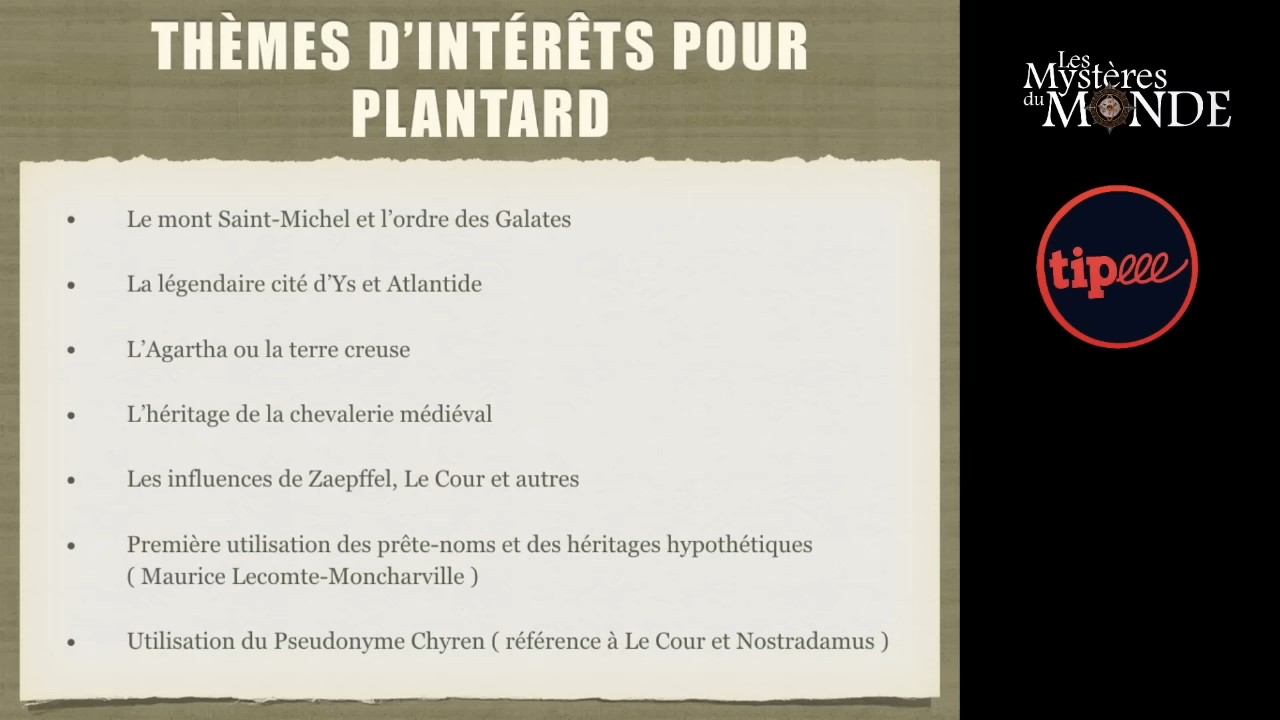 THÈMES D’INTÉRÊTS POUR
PLANTARD
• Le mont Saint-Michel et l’ordre des Galates
• La légendaire cité d’Ys et Atlantide
• L’Agartha ou la terre creuse
• L’héritage de la chevalerie médiéval
• Les influences de Zaepffel, Le Cour et autres
• Première utilisation des prête-noms et des héritages hypothétiques
( Maurice Lecomte-Moncharville )
• Utilisation du Pseudonyme Chyren ( référence à Le Cour et Nostradamus )
Les
Mystères
du MONDE
tipeee